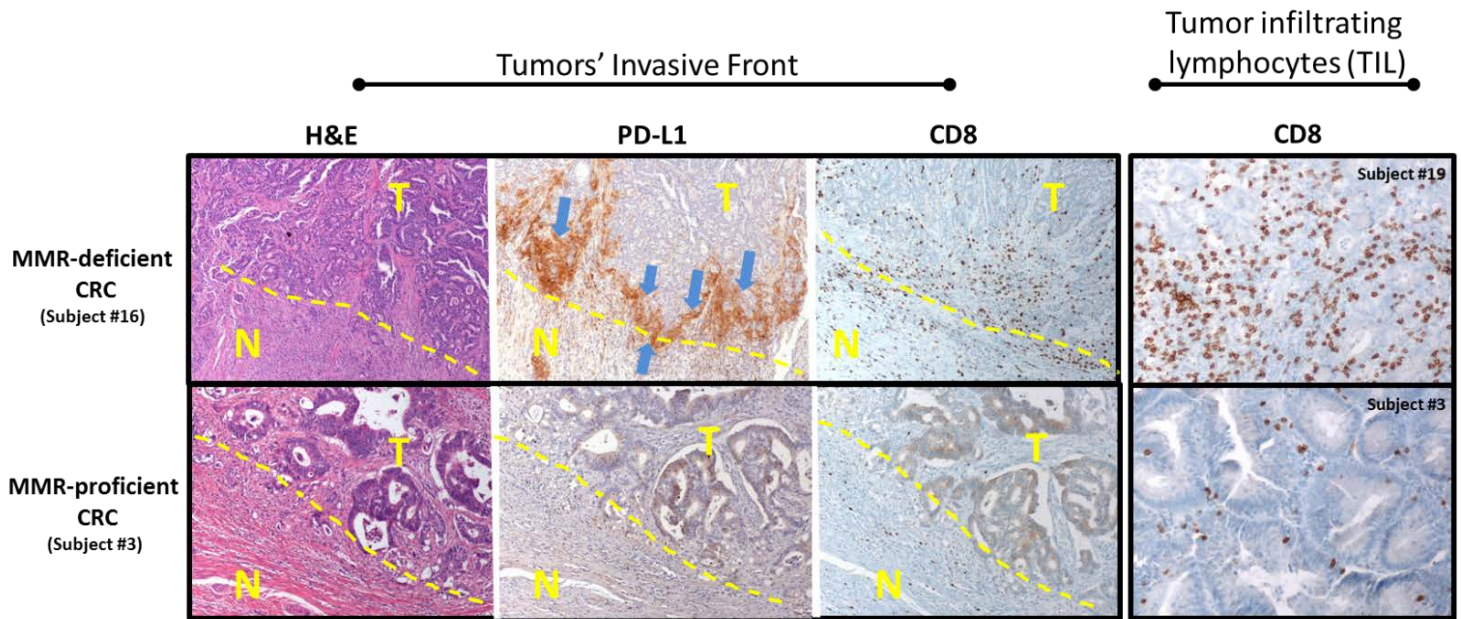 Tumors' Invasive Front
Tumor infiltrating
lymphocytes (TIL)
H&E
PD-L1
CD8
CD8
MMR-deficient
CRC
(Subject #16)
T
N
T
T
N
Subject #19
MMR-proficient
CRC
(Subject #3)
T
N
T
N
T
N
Subject #3